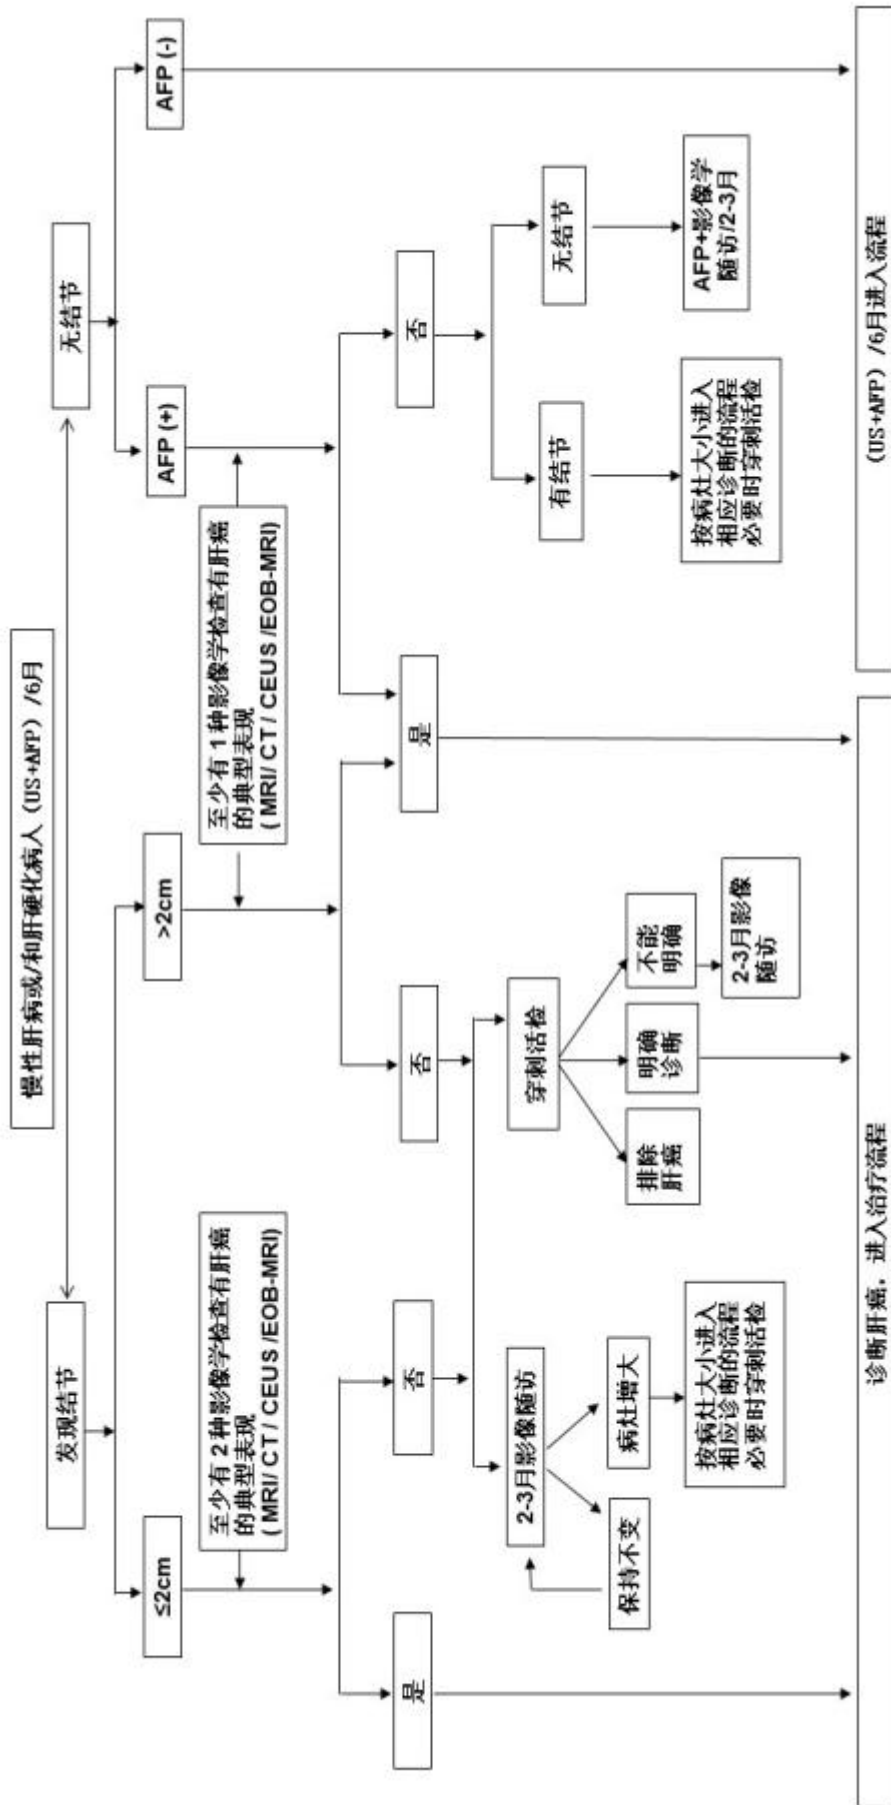 慢性肝病或/和肝硬化病人 (US+AFP) /6月
发现结节
无结节
≤2cm
>2cm
AFP (+)
AFP (-)
至少有 2 种影像学检查有肝癌
的典型表现
( MRI/ CT / CEUS /EOB-MRI)
至少有 1 种影像学检查有肝癌
的典型表现
( MRI/ CT / CEUS /EOB-MRI)
是
否
否
是
否
2-3月影像随访
穿刺活检
有结节
无结节
保持不变
病灶增大
排除
肝癌
明确
诊断
不能
明确
按病灶大小进入
相应诊断的流程
必要时穿刺活检
2-3月影像
随访
按病灶大小进入
相应诊断的流程
必要时穿刺活检
AFP+影像学
随访/2-3月
诊断肝癌，进入治疗流程
(US+AFP) /6月进入流程